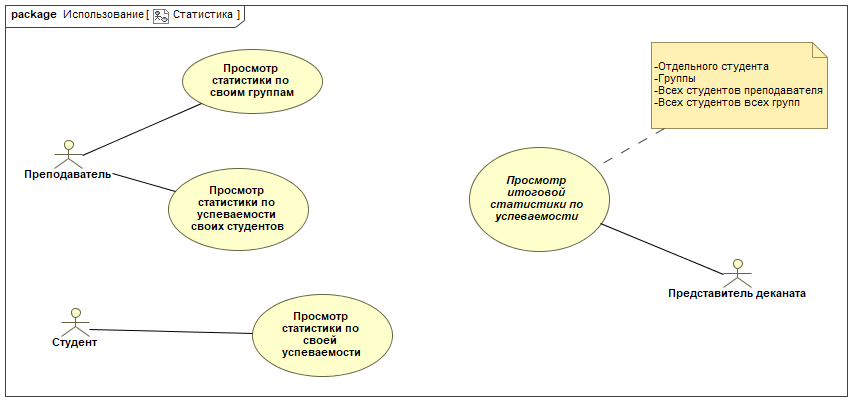 package Использование [ Статистика ]
Просмотр
статистики по
своим группам
-Отдельного студента
-Группы
-Всех студентов преподавателя
-Всех студентов всех групп
Преподаватель
Просмотр
статистики по
успеваемости
своих студентов
Просмотр
итоговой
статистики по
успеваемости
Представитель деканата
Студент
Просмотр
статистики по
своей
успеваемости